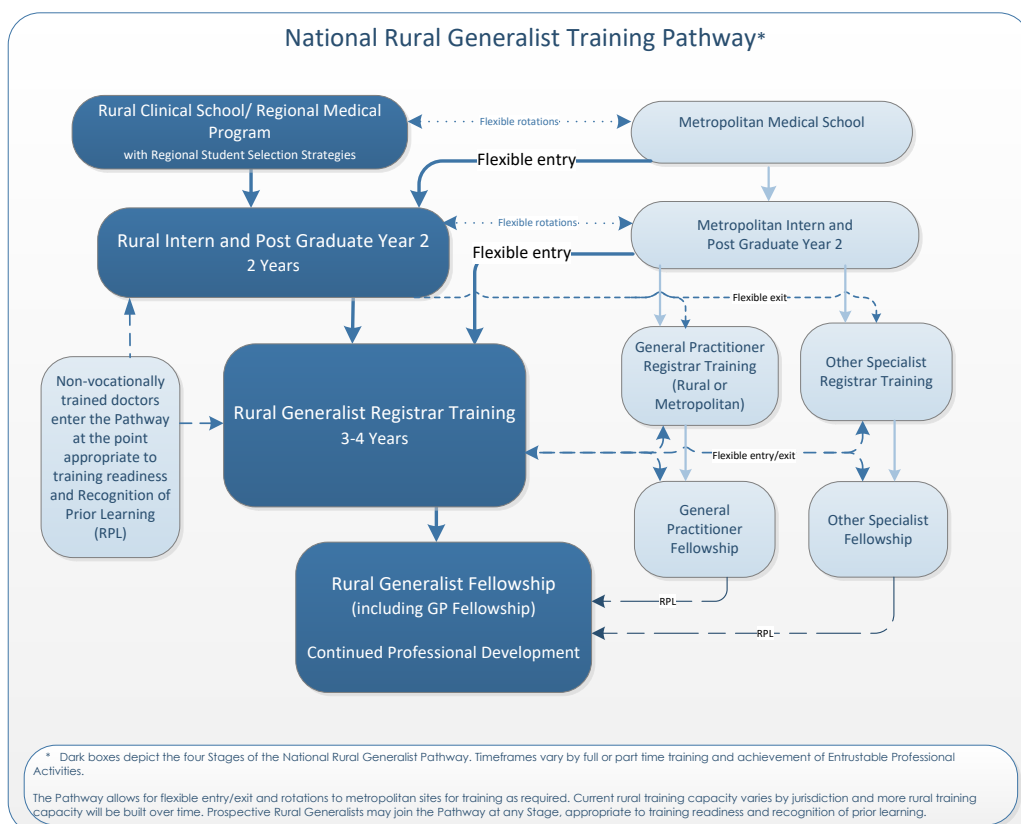 National Rural Generalist Training Pathway*
Rural Clinical School/ Regional Medical
Program
with Regional Student Selection Strategies
Flexible rotations
Metropolitan Medical School
Flexible entry
Rural Intern and Post Graduate Year 2
2 Years
Flexible rotations
Metropolitan Intern and
Post Graduate Year 2
Flexible entry
Flexible exit
Non-vocationally
trained doctors
enter the Pathway
at the point
appropriate to
training readiness
and Recognition of
Prior Learning
(RPL)
Rural Generalist Registrar Training
3-4 Years
General Practitioner
Registrar Training
(Rural or
Metropolitan)
Other Specialist
Registrar Training
Flexible entry/exit
General
Practitioner
Fellowship
Other Specialist
Fellowship
Rural Generalist Fellowship
(including GP Fellowship)
Continued Professional Development
RPL
RPL
* Dark boxes depict the four Stages of the National Rural Generalist Pathway. Timeframes vary by full or part time training and achievement of Entrustable Professional
Activities.
The Pathway allows for flexible entry/exit and rotations to metropolitan sites for training as required. Current rural training capacity varies by jurisdiction and more rural training
capacity will be built over time. Prospective Rural Generalists may join the Pathway at any Stage, appropriate to training readiness and recognition of prior learning.